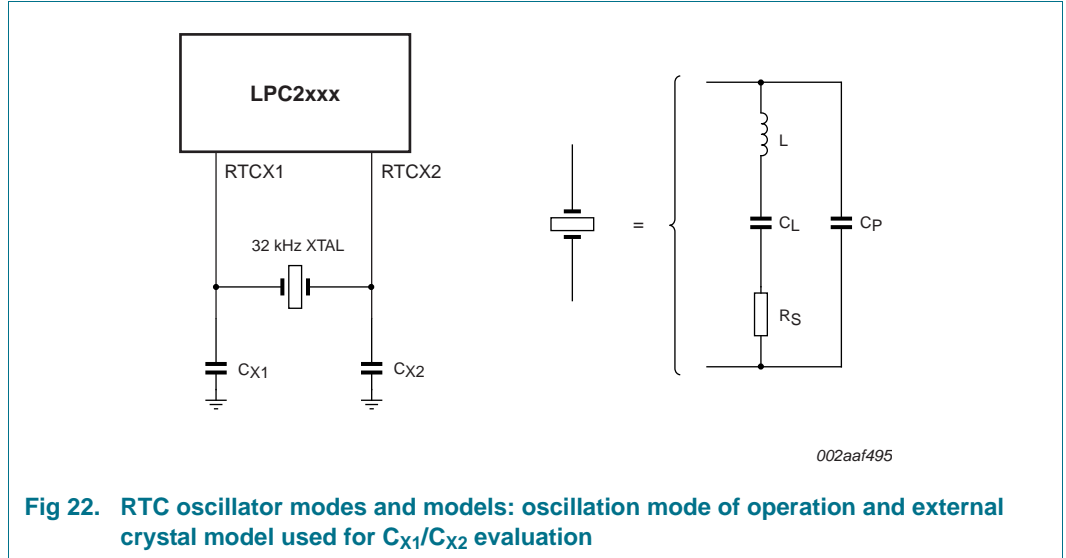 LPC2xxx
RTCX1 RTCX2
32 kHz XTAL
CX1 CX2
=
L
CL CP
RS
002aaf495
Fig 22. RTC oscillator modes and models: oscillation mode of operation and external
crystal model used for CX1/CX2 evaluation